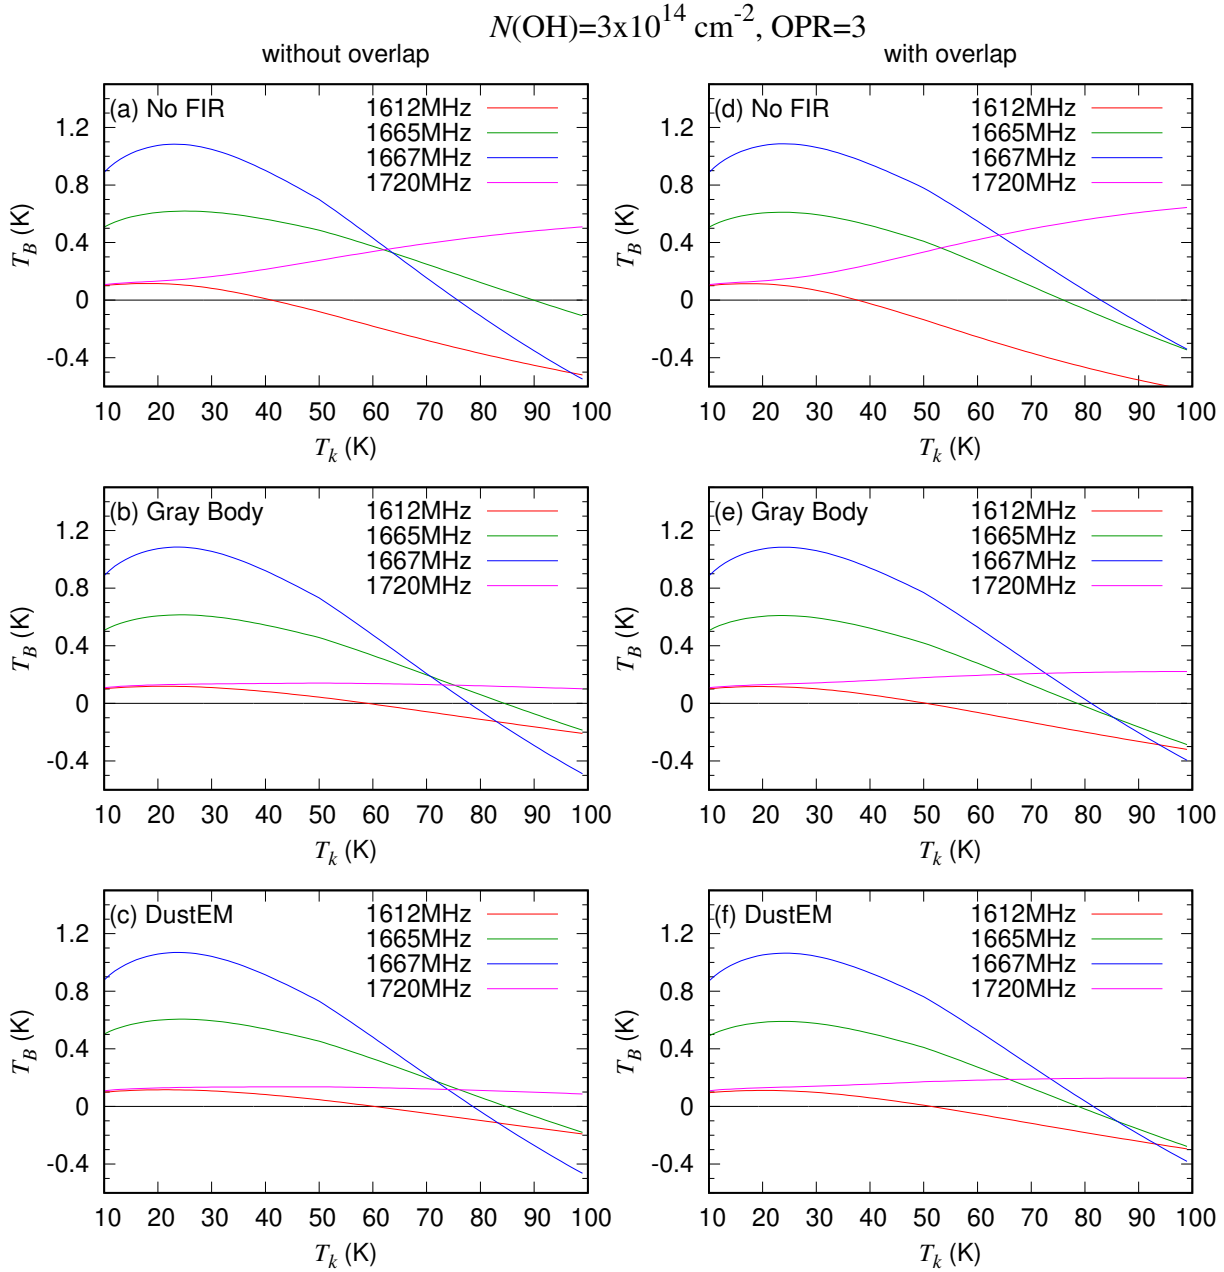 N(OH)=3x10^14 cm^-2, OPR=3
without overlap
with overlap
(a) No FIR
1612MHz
1665MHz
1667MHz
1720MHz
1.2
0.8
0.4
0
-0.4
T_B (K)
10 20 30 40 50 60 70 80 90 100
T_k (K)
(d) No FIR
1612MHz
1665MHz
1667MHz
1720MHz
1.2
0.8
0.4
0
-0.4
T_B (K)
10 20 30 40 50 60 70 80 90 100
T_k (K)
(b) Gray Body
1612MHz
1665MHz
1667MHz
1720MHz
1.2
0.8
0.4
0
-0.4
T_B (K)
10 20 30 40 50 60 70 80 90 100
T_k (K)
(e) Gray Body
1612MHz
1665MHz
1667MHz
1720MHz
1.2
0.8
0.4
0
-0.4
T_B (K)
10 20 30 40 50 60 70 80 90 100
T_k (K)
(c) DustEM
1612MHz
1665MHz
1667MHz
1720MHz
1.2
0.8
0.4
0
-0.4
T_B (K)
10 20 30 40 50 60 70 80 90 100
T_k (K)
(f) DustEM
1612MHz
1665MHz
1667MHz
1720MHz
1.2
0.8
0.4
0
-0.4
T_B (K)
10 20 30 40 50 60 70 80 90 100
T_k (K)